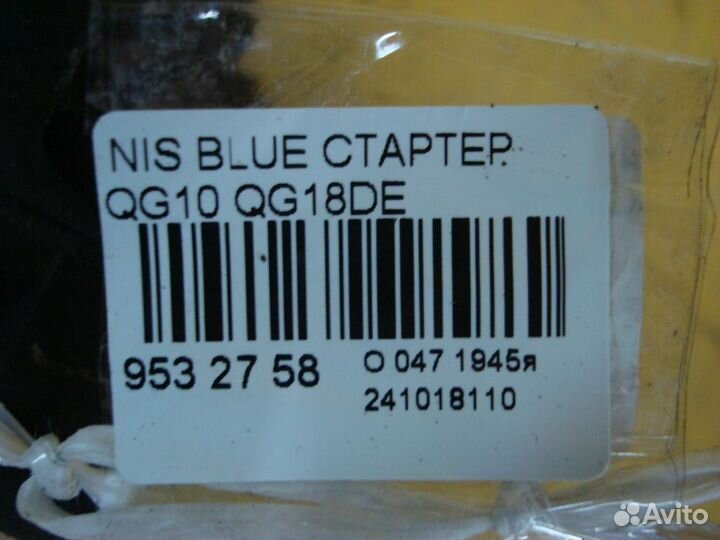 NIS BLUE СТАРТЕР
QG10 QG18DE
953 27 58
О 047 1945я
241018110
Avito